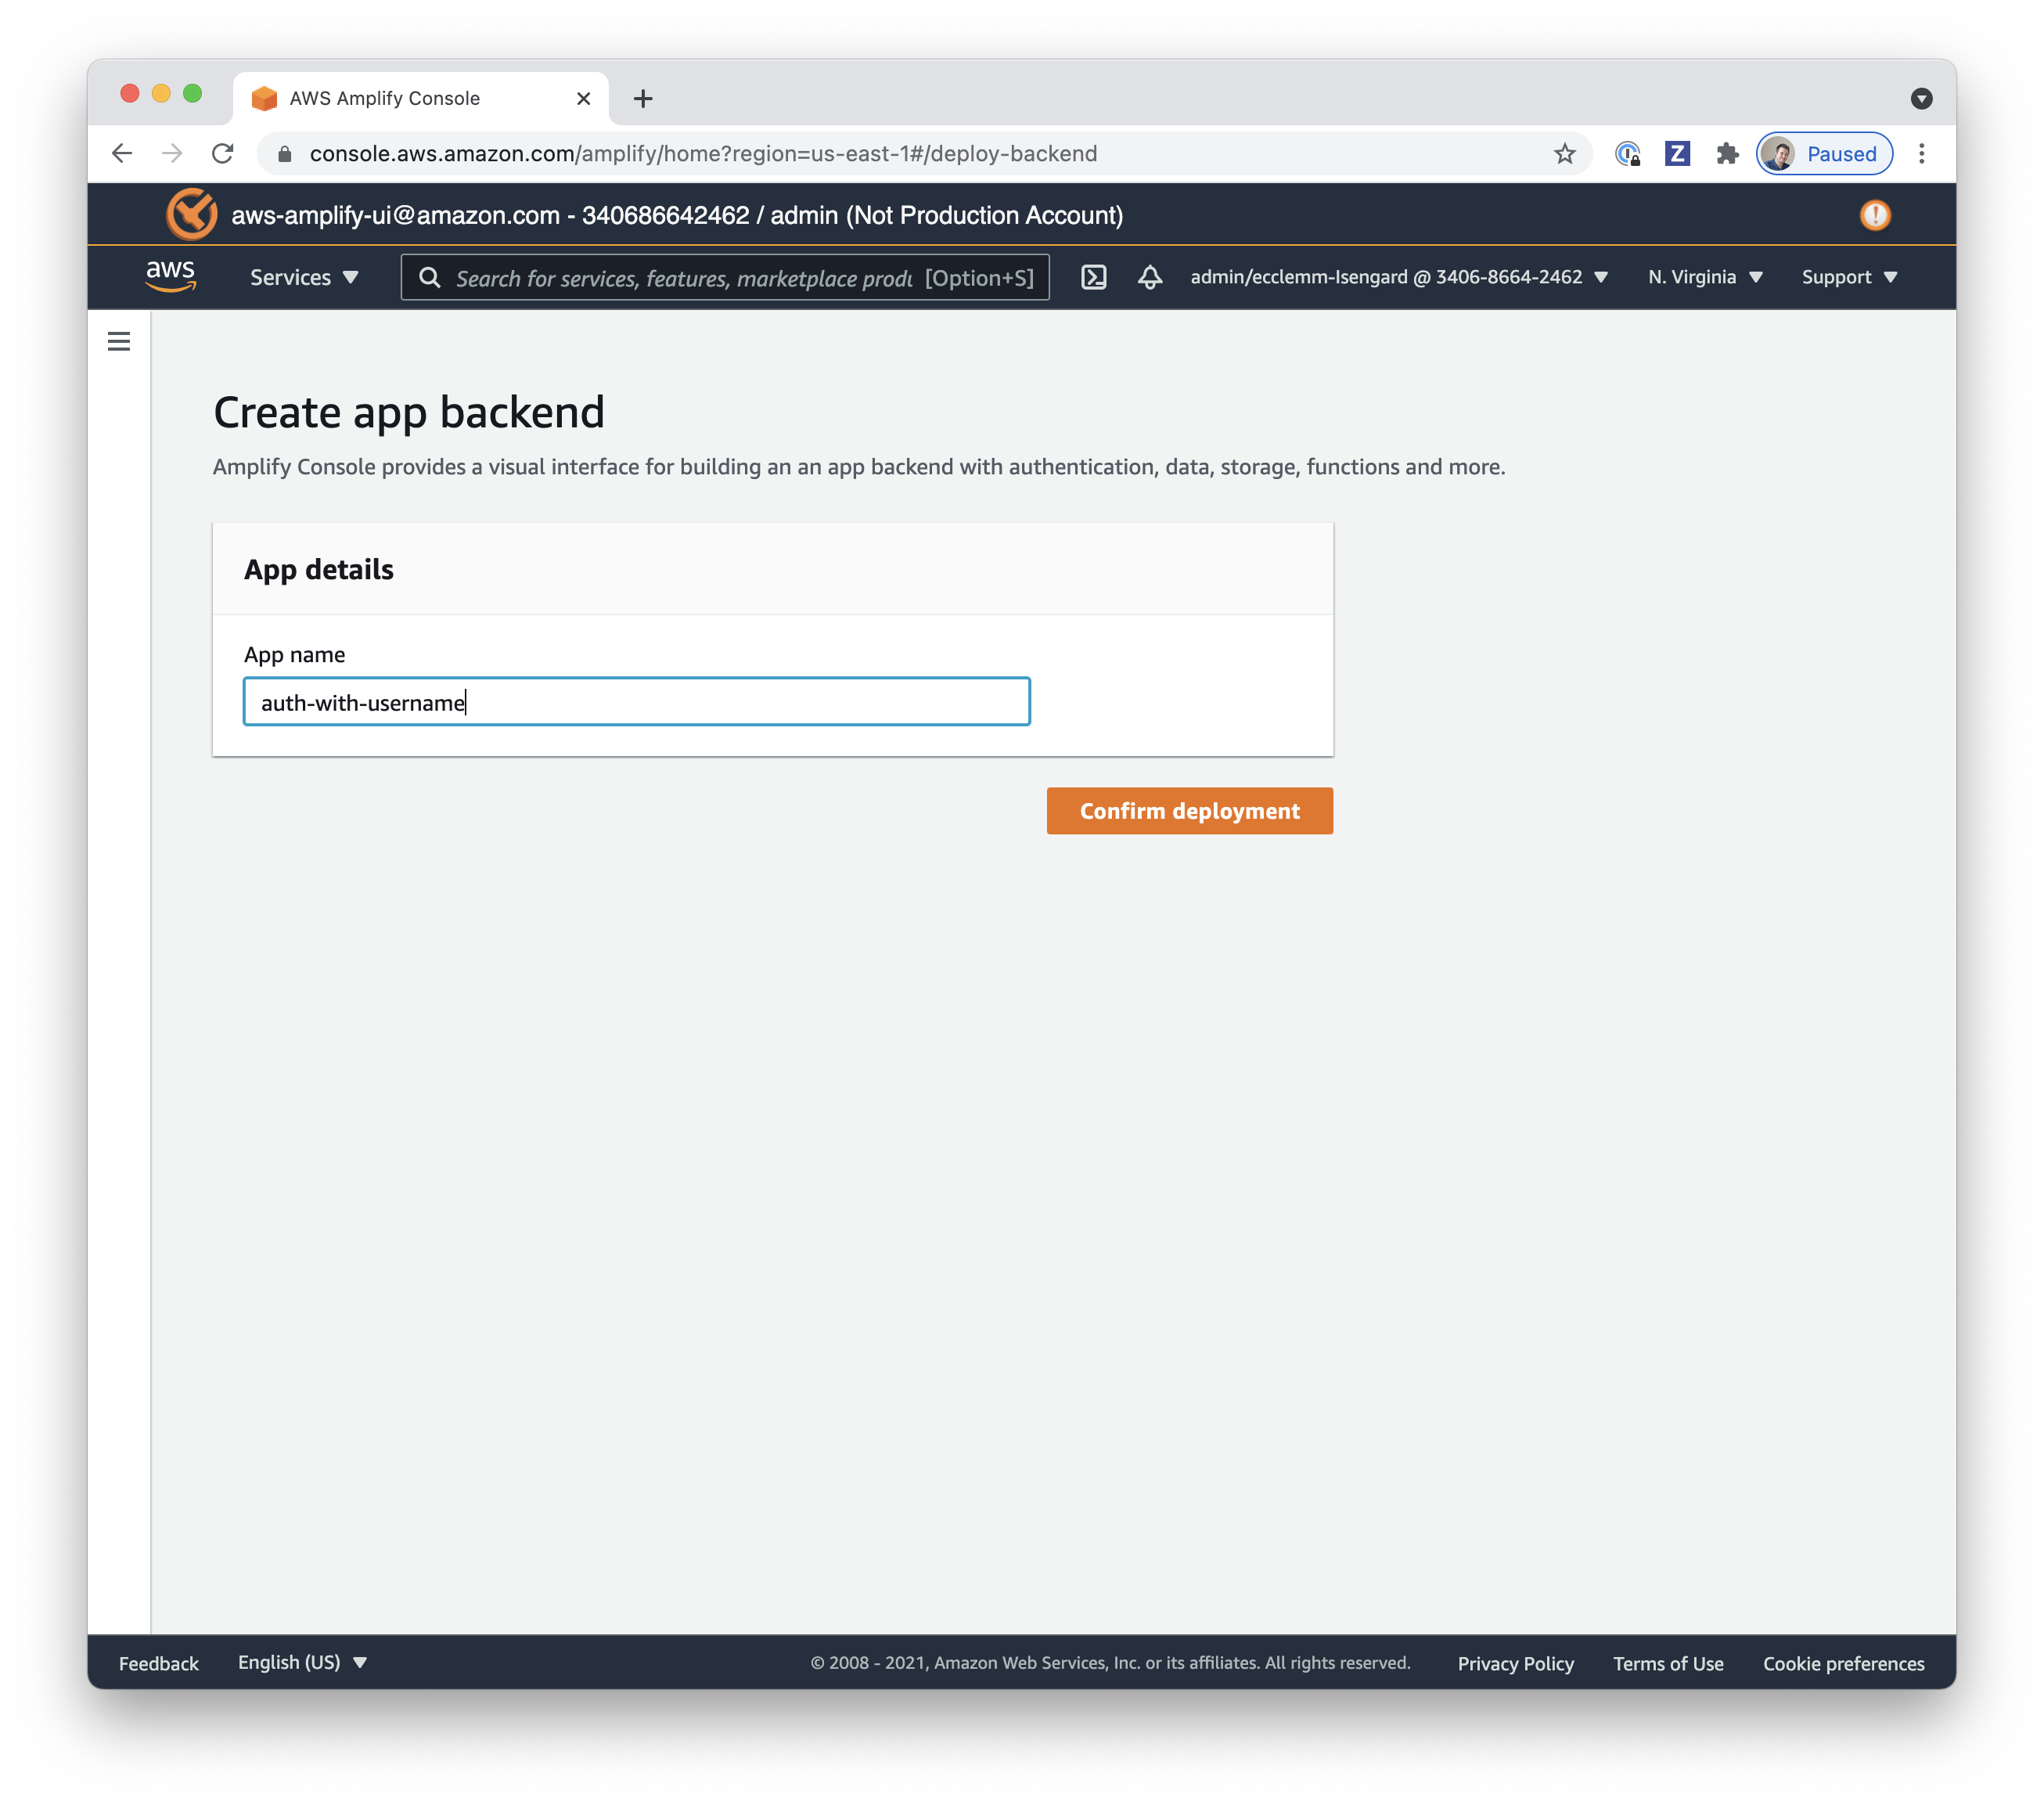 AWS Amplify Console
console.aws.amazon.com/amplify/home?region=us-east-1#/deploy-backend
Z
Paused
aws-amplify-ui@amazon.com - 340686642462 / admin (Not Production Account)
aws
Services
Search for services, features, marketplace produ
[Option+S]
admin/ecclemm-Isengard @ 3406-8664-2462
N. Virginia
Support
Create app backend
Amplify Console provides a visual interface for building an an app backend with authentication, data, storage, functions and more.
App details
App name
auth-with-username
Confirm deployment
Feedback
English (US)
© 2008 - 2021, Amazon Web Services, Inc. or its affiliates. All rights reserved.
Privacy Policy
Terms of Use
Cookie preferences